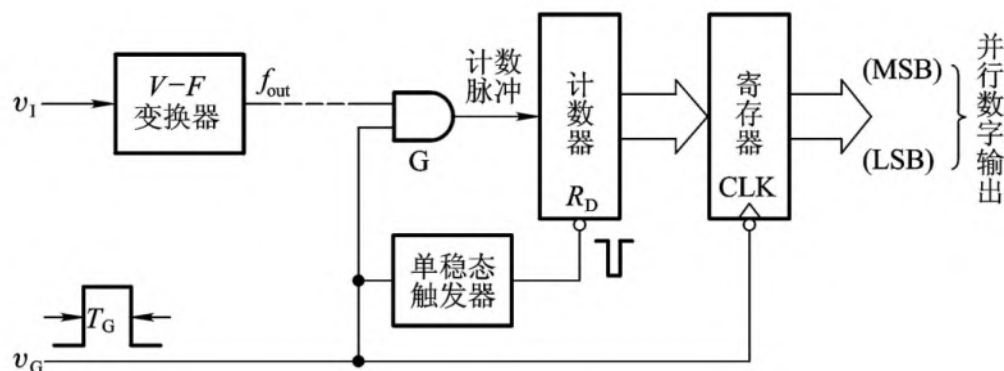 v_I
V-F
变换器
f_out
G
计数
脉冲
计数器
R_D
寄存器
CLK
(MSB)
(LSB)
并行数字输出
单稳态
触发器
T_G
v_G